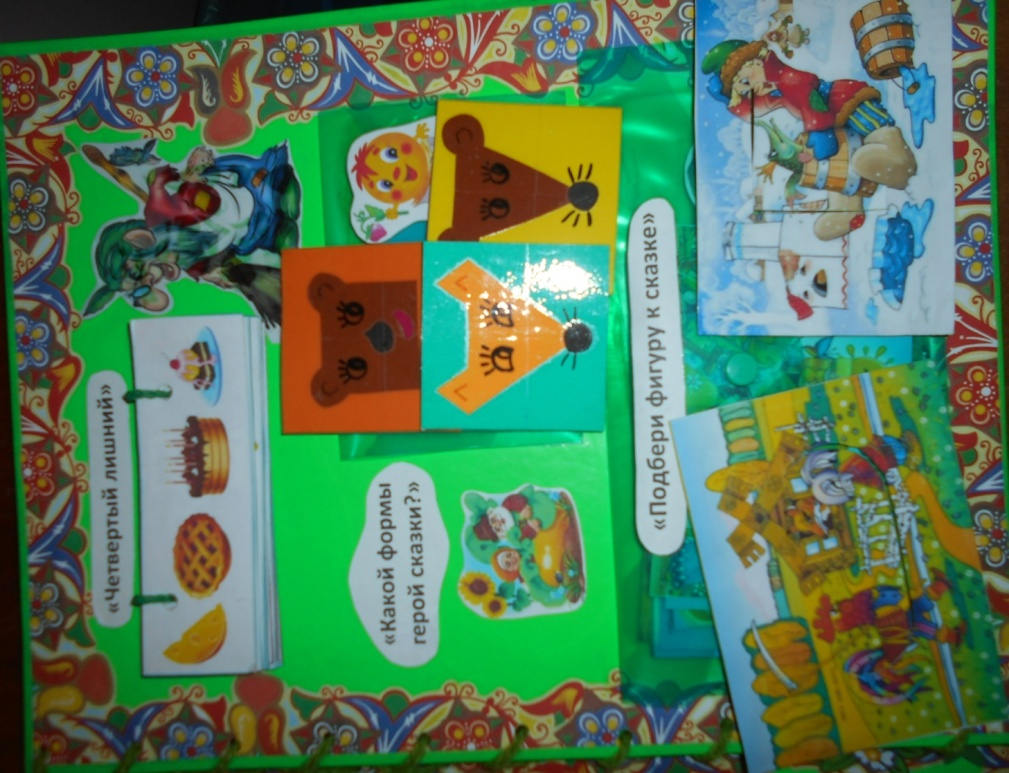 «Четвертый лишний»
«Какой формы
герой сказки?»
«Подбери фигуру к сказке»